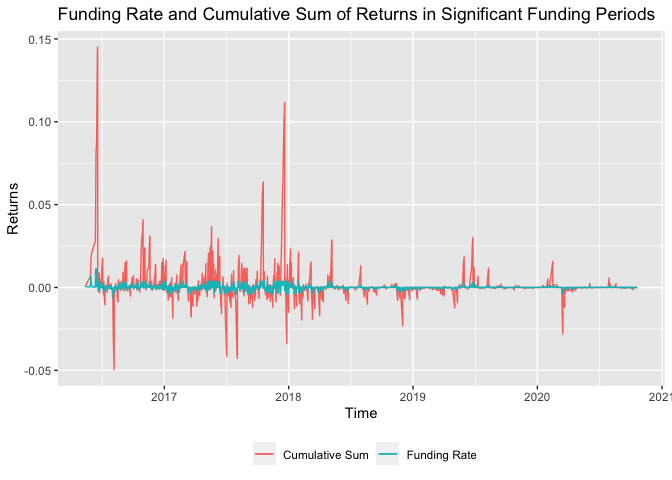 Funding Rate and Cumulative Sum of Returns in Significant Funding Periods
0.15
0.10
0.05
0.00
-0.05
Returns
2017 2018 2019 2020 2021
Time
Cumulative Sum Funding Rate